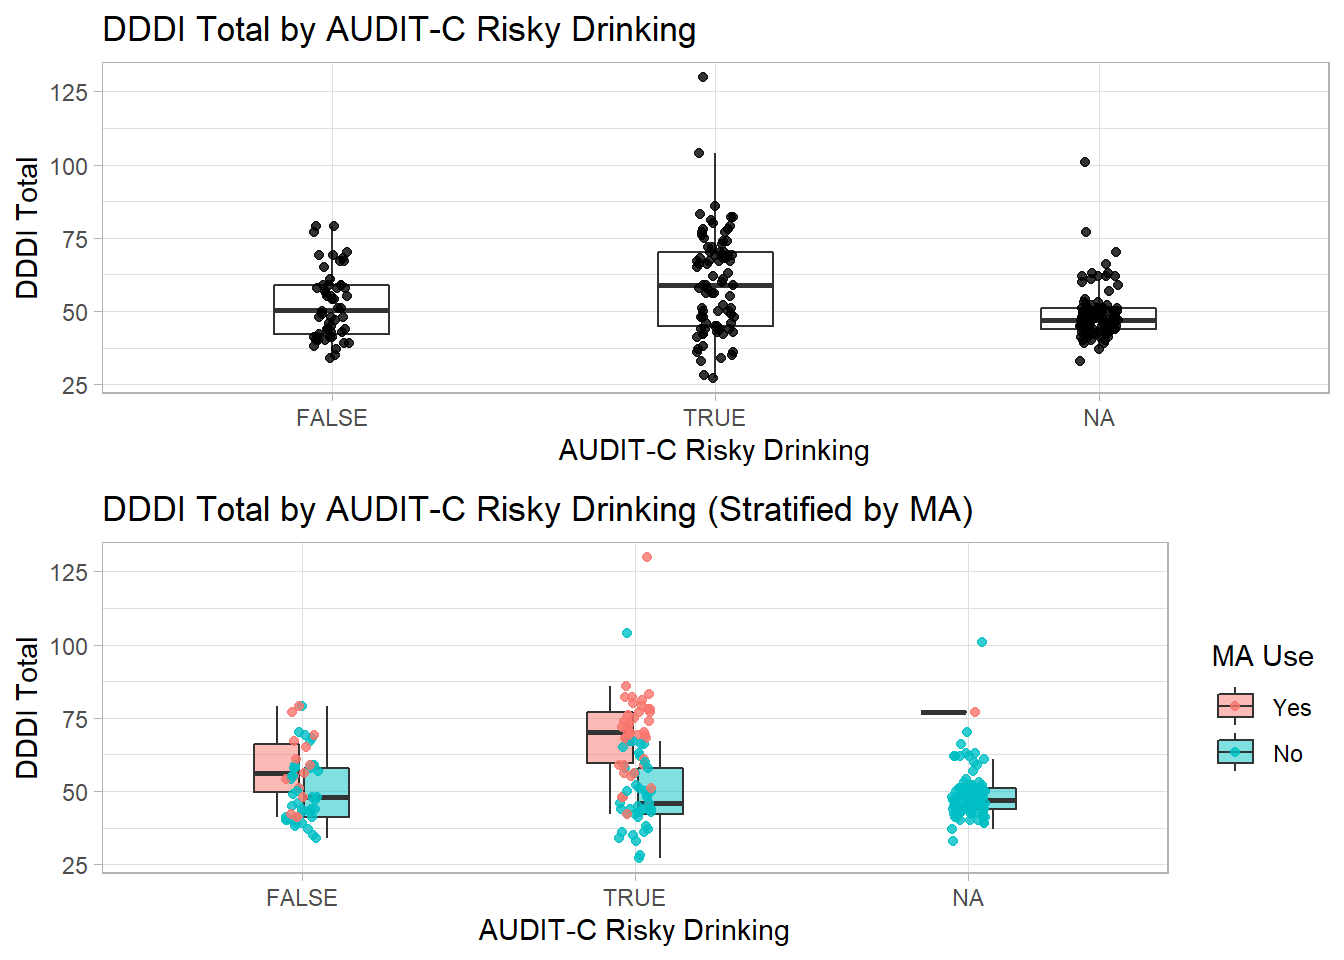 DDDI Total by AUDIT-C Risky Drinking
DDDI Total
125
100
75
50
25
FALSE TRUE NA
AUDIT-C Risky Drinking
DDDI Total by AUDIT-C Risky Drinking (Stratified by MA)
DDDI Total
125
100
75
50
25
FALSE TRUE NA
AUDIT-C Risky Drinking
MA Use
Yes
No